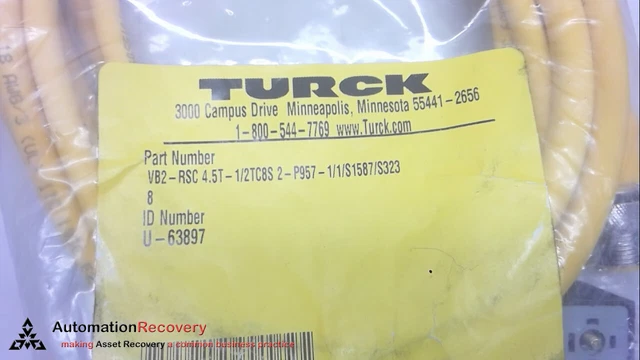 TURCK
3000 Campus Drive Minneapolis, Minnesota 55441-2656
1-800-544-7769 www.Turck.com
Part Number
VB2-RSC 4.5T-1/2TC8S 2-P957-1/1/S1587/S323
8
ID Number
U-63897
18 AWG
AutomationRecovery
making Asset Recovery a common business practice